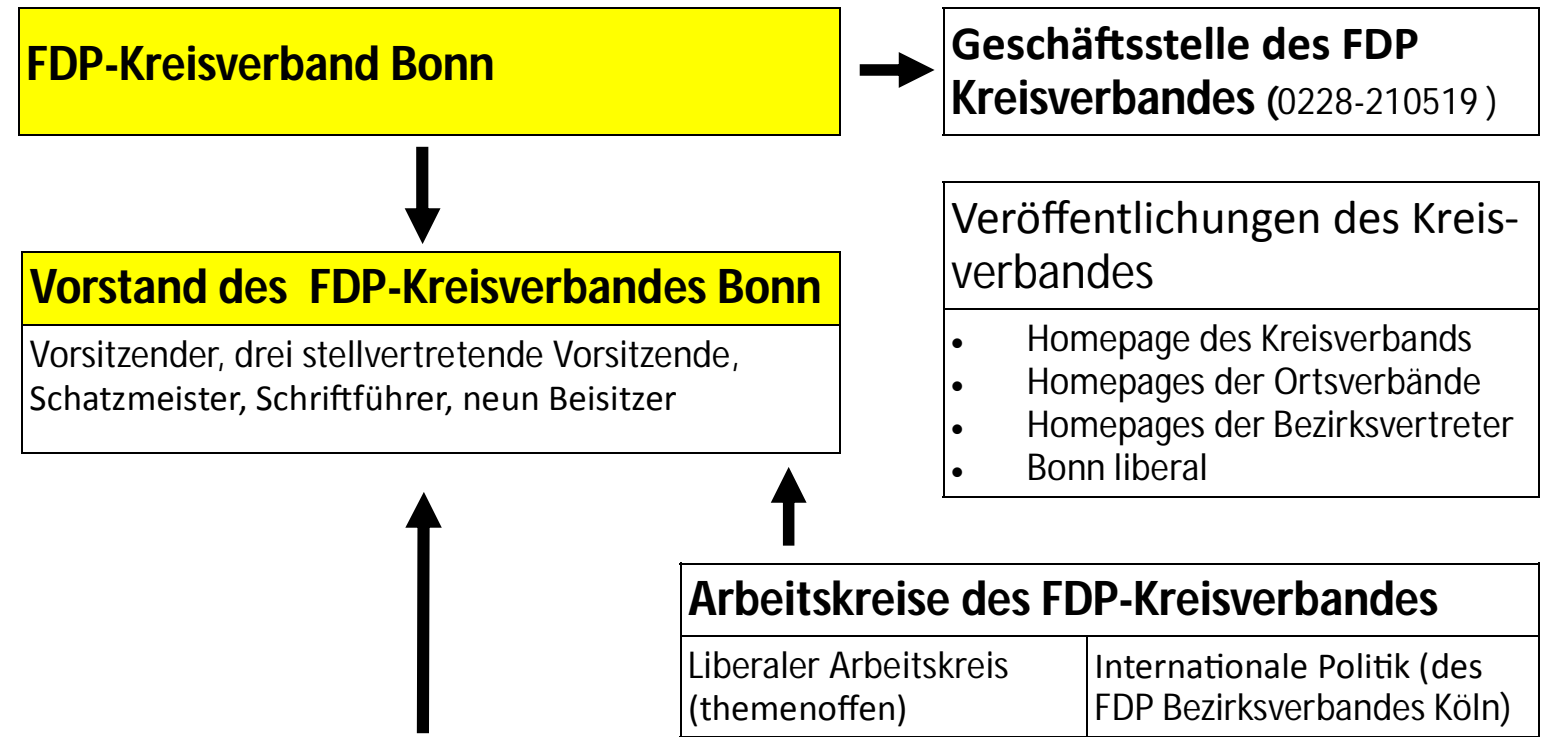 FDP-Kreisverband Bonn
Geschäftsstelle des FDP
Kreisverbandes (0228-210519 )
Vorstand des FDP-Kreisverbandes Bonn
Vorsitzender, drei stellvertretende Vorsitzende,
Schatzmeister, Schriftführer, neun Beisitzer
Veröffentlichungen des Kreis-
verbandes
• Homepage des Kreisverbands
• Homepages der Ortsverbände
• Homepages der Bezirksvertreter
• Bonn liberal
Arbeitskreise des FDP-Kreisverbandes
Liberaler Arbeitskreis
(themenoffen)
Internationale Politik (des
FDP Bezirksverbandes Köln)